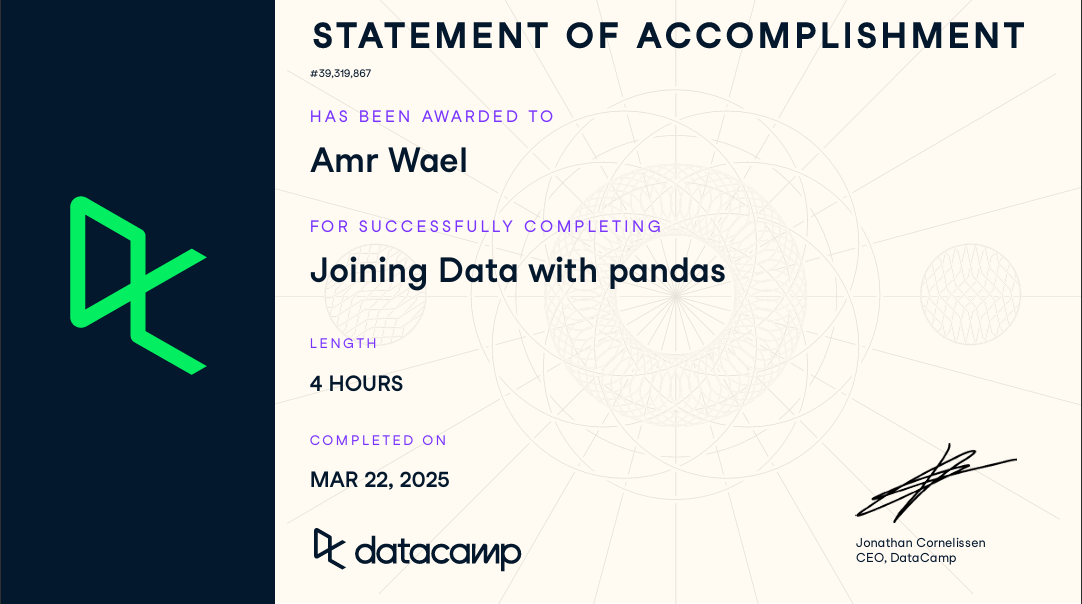 STATEMENT OF ACCOMPLISHMENT
#39,319,867
HAS BEEN AWARDED TO
Amr Wael
FOR SUCCESSFULLY COMPLETING
Joining Data with pandas
LENGTH
4 HOURS
COMPLETED ON
MAR 22, 2025
datacamp
Jonathan Cornelissen
CEO, DataCamp